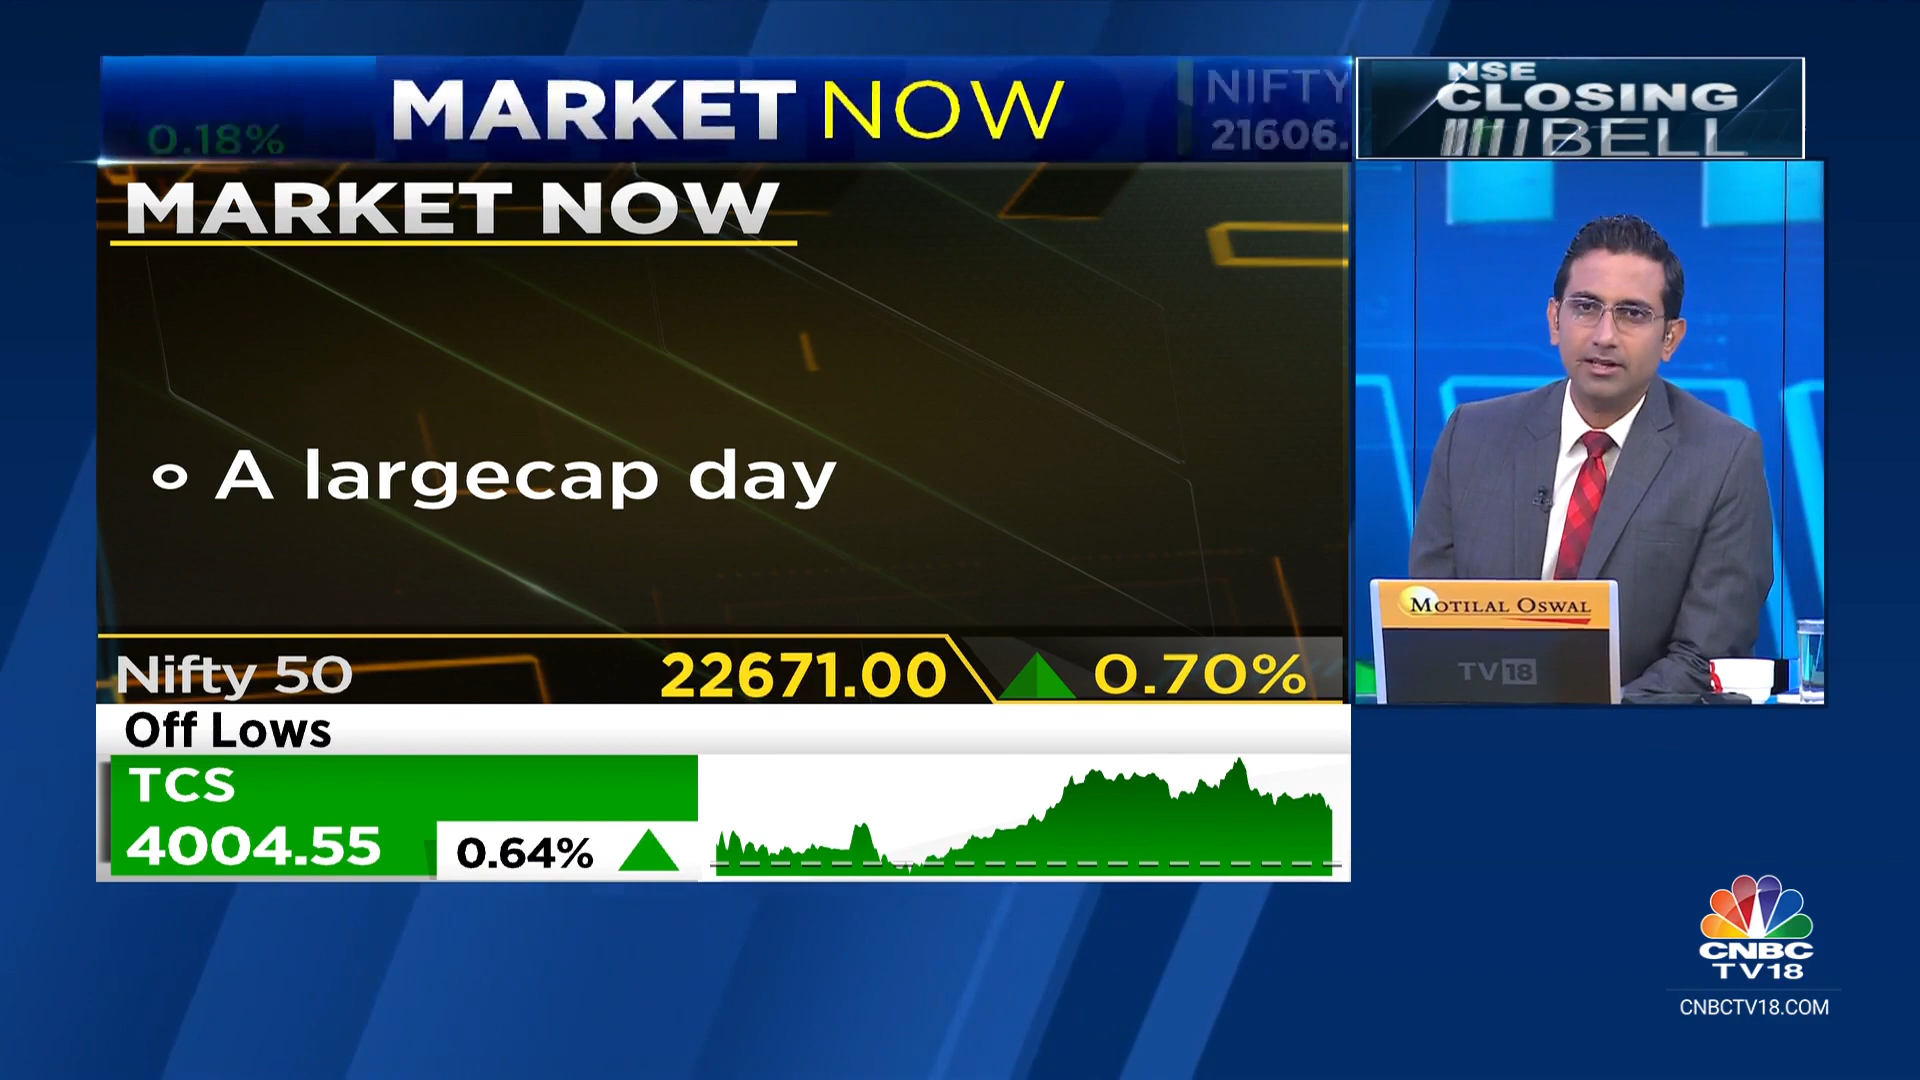 0.18%
MARKET NOW
NIFTY
21606.
NSE
CLOSING
BELL
MARKET NOW
o A largecap day
Nifty 50 22671.00 0.70%
Off Lows
TCS
4004.55 0.64%
MOTILAL OSWAL
TV18
CNBC
TV18
CNBCTV18.COM